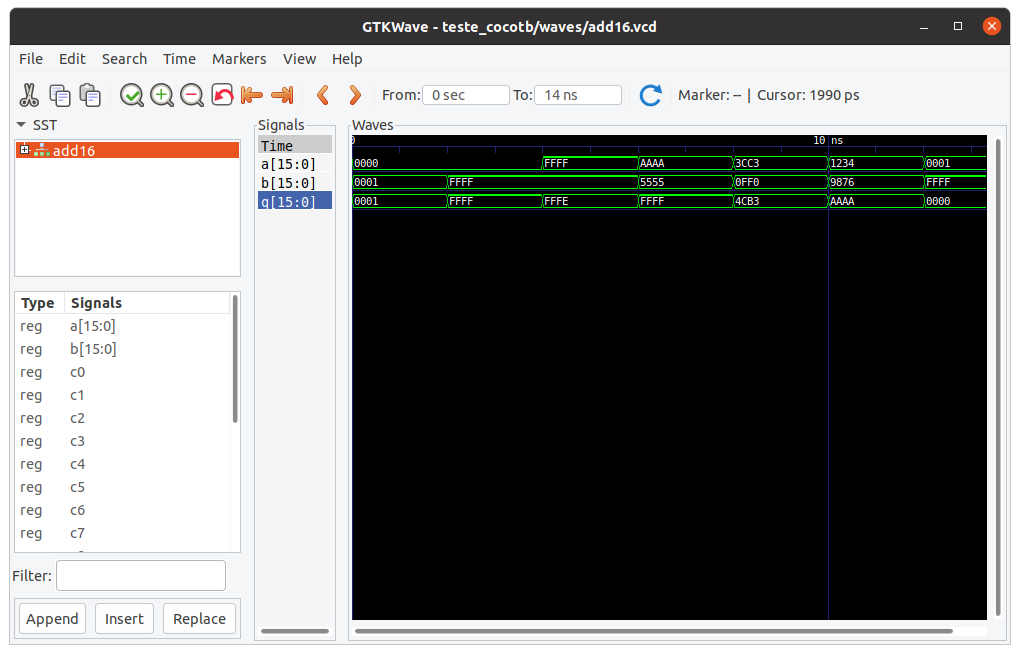 GTKWave - teste_cocotb/waves/add16.vcd
File Edit Search Time Markers View Help
From: 0 sec To: 14 ns Marker: -- | Cursor: 1990 ps
SST
add16
Type Signals
reg a[15:0]
reg b[15:0]
reg c0
reg c1
reg c2
reg c3
reg c4
reg c5
reg c6
reg c7
Filter:
Append Insert Replace
Signals
Time
a[15:0]
b[15:0]
q[15:0]
Waves
0 10 ns
0000 FFFF AAAA 3CC3 1234 0001
0001 FFFF 5555 0FF0 9876 FFFF
0001 FFFF FFFE FFFF 4CB3 AAAA 0000